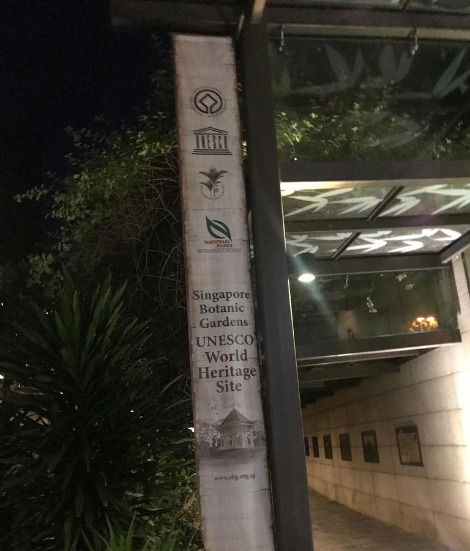 UNESCO
NATIONAL
PARKS
Singapore
Botanic
Gardens
UNESCO
World
Heritage
Site
www.sbg.org.sg